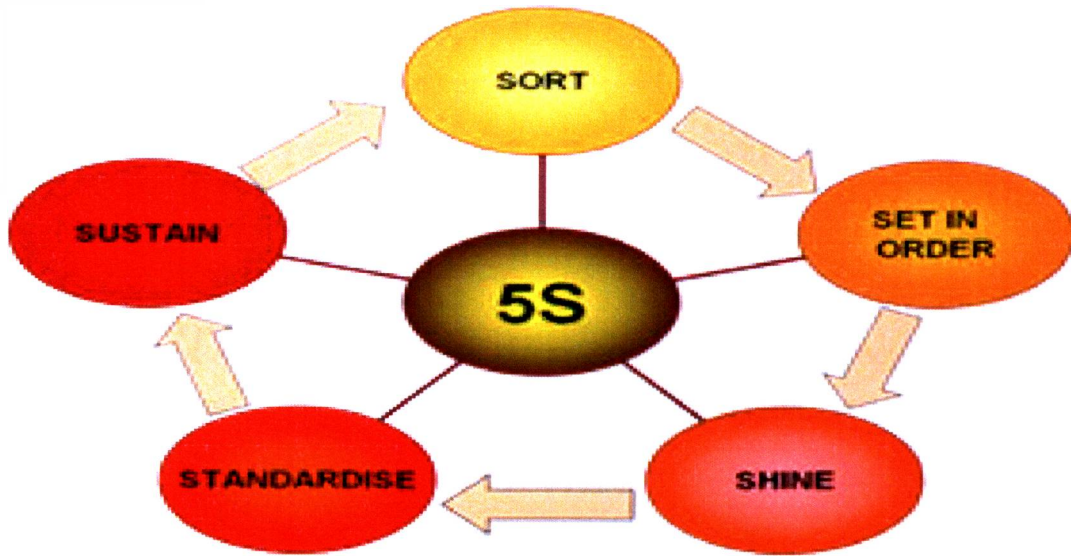 SORT
SET IN
ORDER
SHINE
STANDARDISE
SUSTAIN
5S